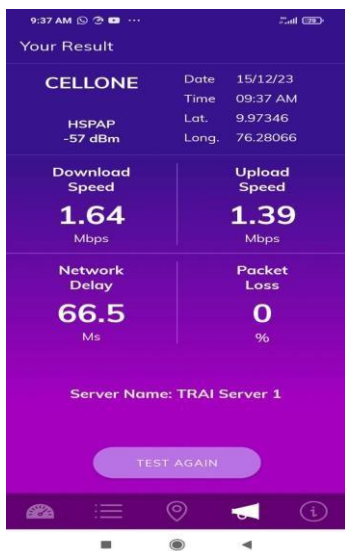 9:37 AM
Your Result
CELLONE
HSPAP
-57 dBm
Date 15/12/23
Time 09:37 AM
Lat. 9.97346
Long. 76.28066
Download
Speed
1.64
Mbps
Upload
Speed
1.39
Mbps
Network
Delay
66.5
Ms
Packet
Loss
0
%
Server Name: TRAI Server 1
TEST AGAIN